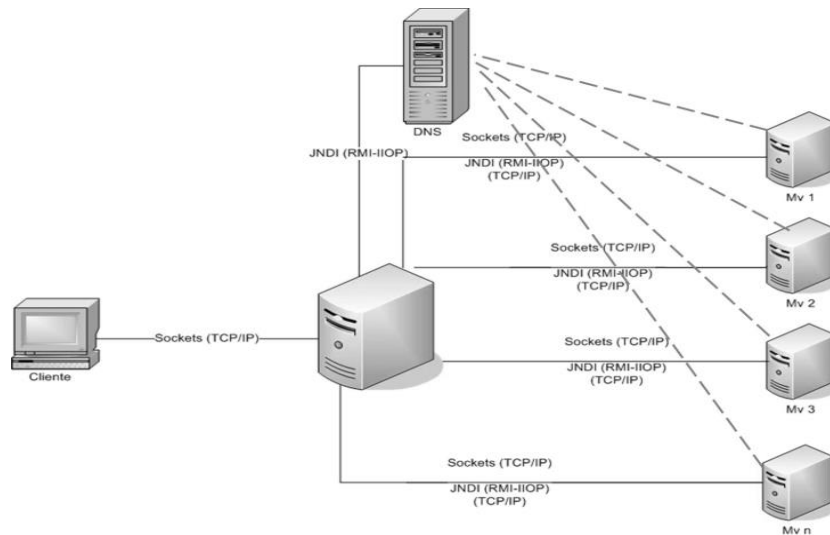 DNS
Sockets (TCP/IP)
JNDI (RMI-IIOP)
JNDI (RMI-IIOP)
(TCP/IP)
Mv 1
Sockets (TCP/IP)
JNDI (RMI-IIOP)
(TCP/IP)
Mv 2
Sockets (TCP/IP)
Sockets (TCP/IP)
JNDI (RMI-IIOP)
(TCP/IP)
Cliente
Mv 3
Sockets (TCP/IP)
JNDI (RMI-IIOP)
(TCP/IP)
Mv n